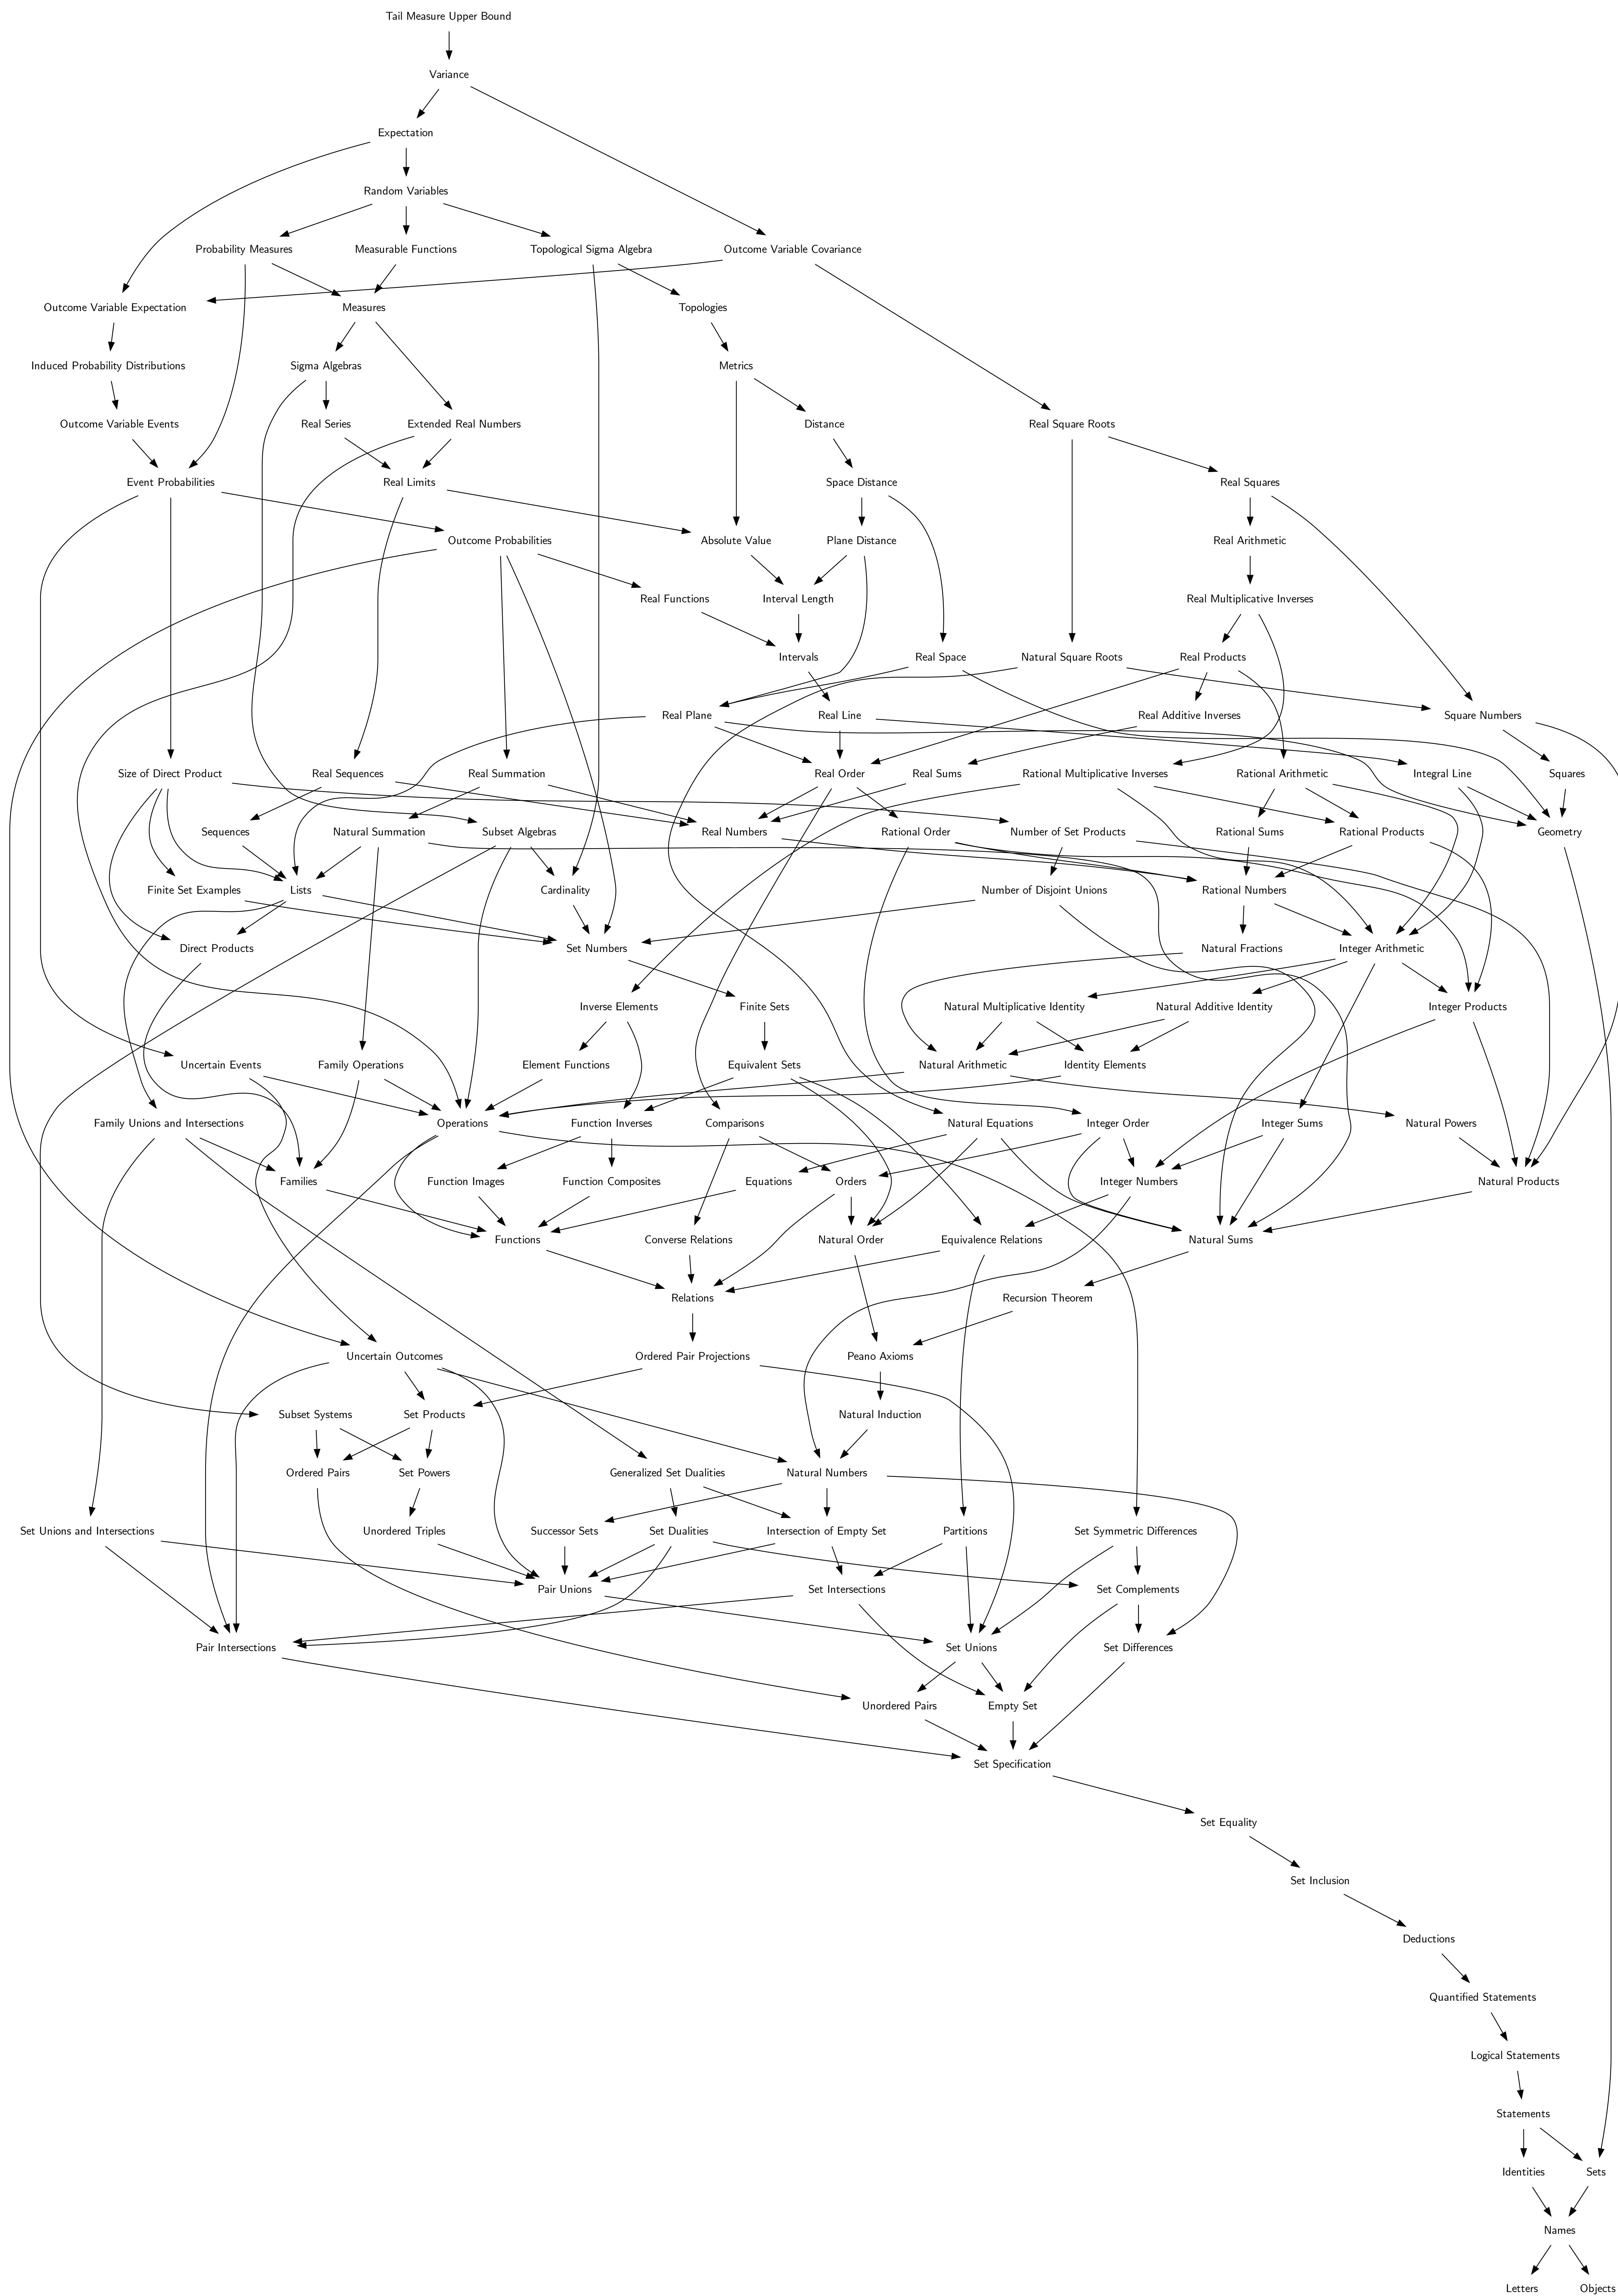 Tail Measure Upper Bound
Variance
Expectation
Random Variables
Probability Measures
Measurable Functions
Topological Sigma Algebra
Outcome Variable Covariance
Outcome Variable Expectation
Measures
Topologies
Induced Probability Distributions
Sigma Algebras
Metrics
Outcome Variable Events
Real Series
Extended Real Numbers
Distance
Real Square Roots
Event Probabilities
Real Limits
Space Distance
Real Squares
Outcome Probabilities
Absolute Value
Plane Distance
Real Arithmetic
Real Functions
Interval Length
Real Multiplicative Inverses
Intervals
Real Space
Natural Square Roots
Real Products
Real Plane
Real Line
Real Additive Inverses
Square Numbers
Size of Direct Product
Real Sequences
Real Summation
Real Order
Real Sums
Rational Multiplicative Inverses
Rational Arithmetic
Integral Line
Squares
Sequences
Natural Summation
Subset Algebras
Real Numbers
Rational Order
Number of Set Products
Rational Sums
Rational Products
Geometry
Finite Set Examples
Lists
Cardinality
Number of Disjoint Unions
Rational Numbers
Direct Products
Set Numbers
Natural Fractions
Integer Arithmetic
Inverse Elements
Finite Sets
Natural Multiplicative Identity
Natural Additive Identity
Integer Products
Uncertain Events
Family Operations
Element Functions
Equivalent Sets
Natural Arithmetic
Identity Elements
Family Unions and Intersections
Operations
Function Inverses
Comparisons
Natural Equations
Integer Order
Integer Sums
Natural Powers
Families
Function Images
Function Composites
Equations
Orders
Integer Numbers
Natural Products
Functions
Converse Relations
Natural Order
Equivalence Relations
Natural Sums
Relations
Recursion Theorem
Uncertain Outcomes
Ordered Pair Projections
Peano Axioms
Subset Systems
Set Products
Natural Induction
Ordered Pairs
Set Powers
Generalized Set Dualities
Natural Numbers
Set Unions and Intersections
Unordered Triples
Successor Sets
Set Dualities
Intersection of Empty Set
Partitions
Set Symmetric Differences
Pair Unions
Set Intersections
Set Complements
Pair Intersections
Set Unions
Set Differences
Unordered Pairs
Empty Set
Set Specification
Set Equality
Set Inclusion
Deductions
Quantified Statements
Logical Statements
Statements
Identities
Sets
Names
Letters
Objects